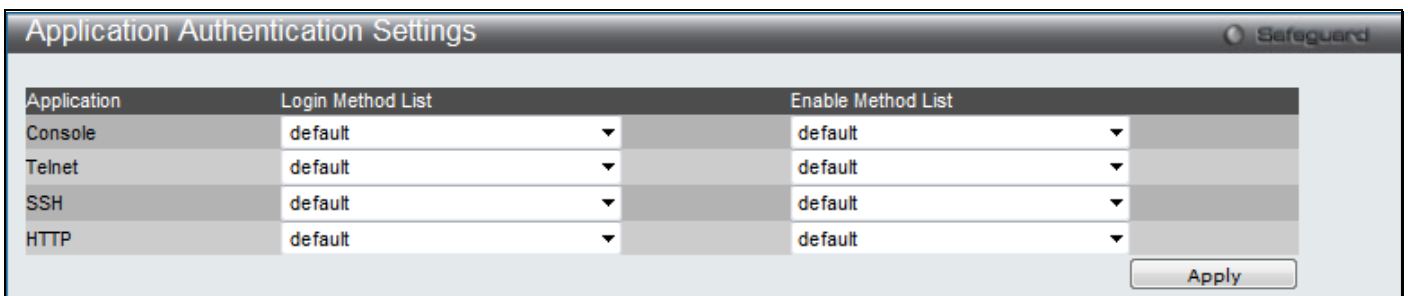 Application Authentication Settings
Safeguard
Application Login Method List Enable Method List
Console default default
Telnet default default
SSH default default
HTTP default default
Apply